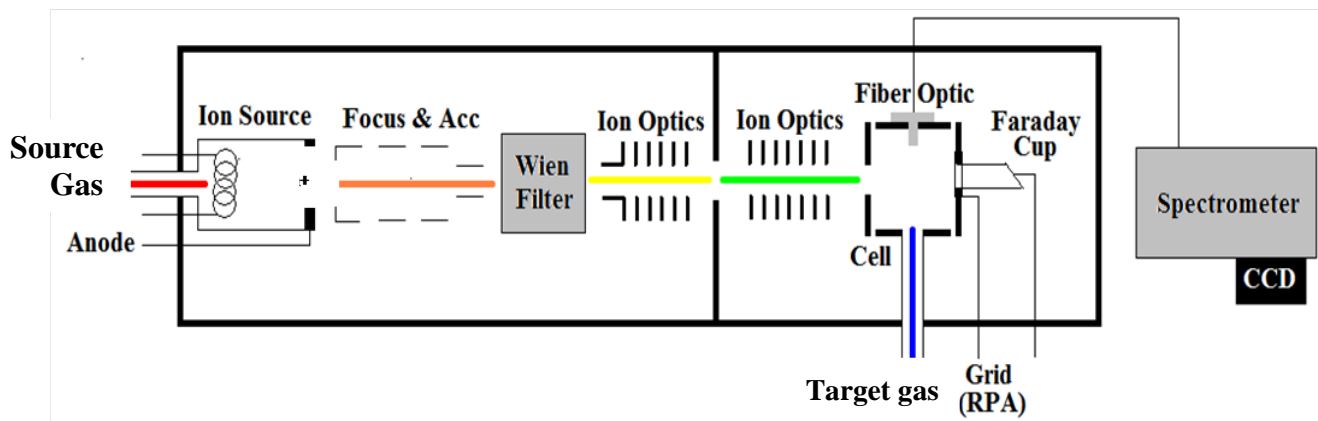 Source
Gas
Ion Source
Anode
Focus & Acc
Wien
Filter
Ion Optics
Ion Optics
Fiber Optic
Faraday
Cup
Cell
Target gas
Grid
(RPA)
Spectrometer
CCD